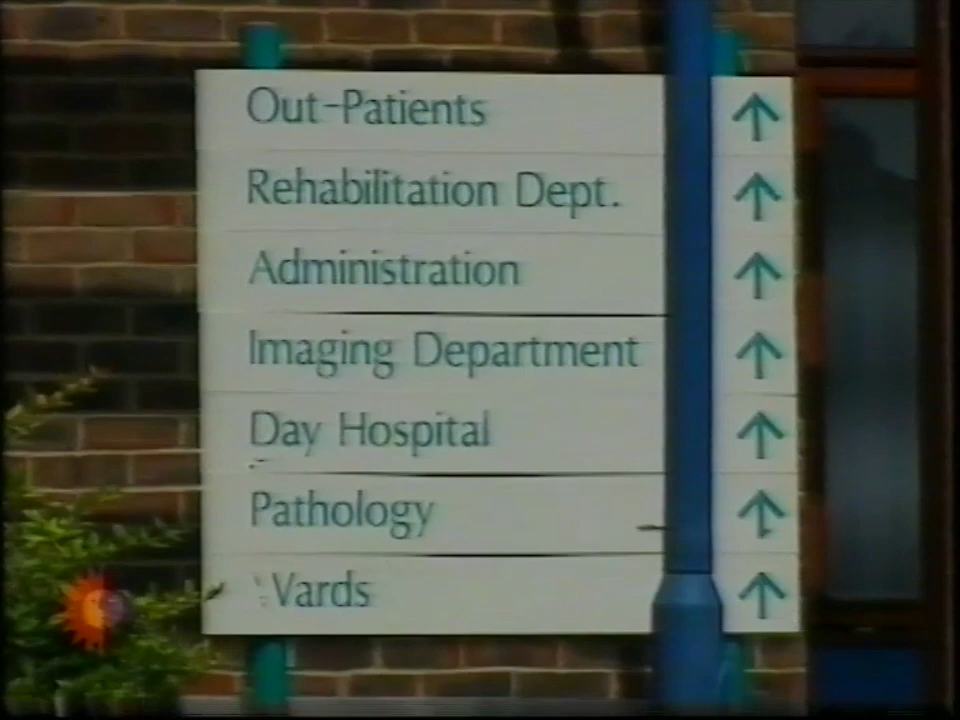 Out-Patients ↑
Rehabilitation Dept. ↑
Administration ↑
Imaging Department ↑
Day Hospital ↑
Pathology ↑
Wards ↑